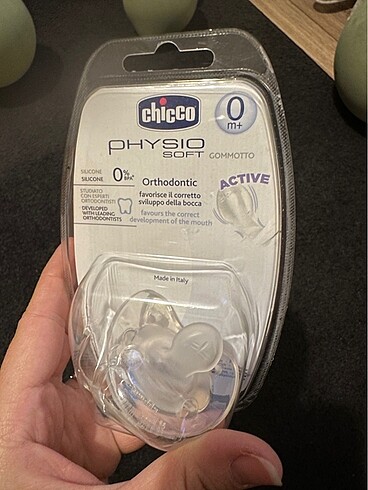 chicco
0
m+
PHYSIO
SOFT GOMMOTTO
SILICONE
SILICONE
0%
BPA*
Orthodontic
ACTIVE
STUDIATO
CON ESPERTI
ORTODONTISTI
favorisce il corretto
sviluppo della bocca
DEVELOPED
WITH LEADING
ORTHODONTISTS
favours the correct
development of the mouth
Made in Italy